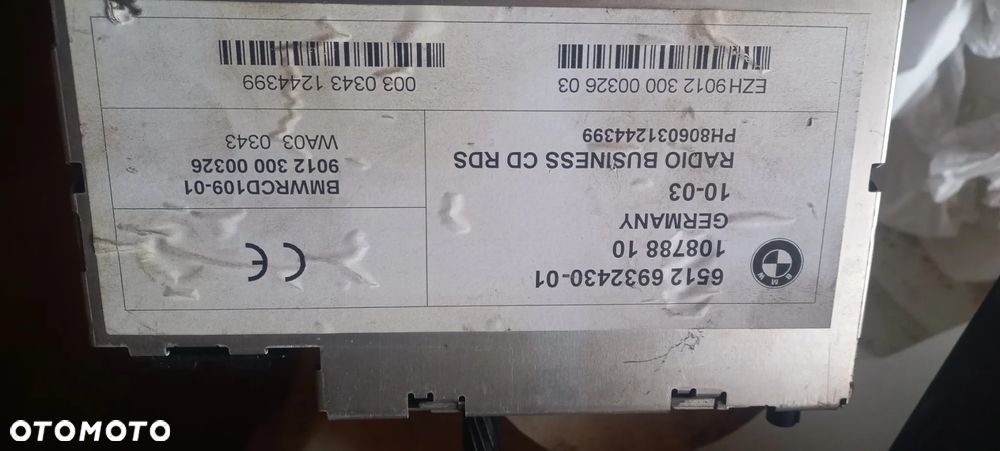 6512 6932430-01
108788 10
GERMANY
10-03
RADIO BUSINESS CD RDS
PH806031244399
BMW
CE
BMWRCD109-01
9012 300 00326
WA03 0343
EZH 9012 300 00326 03
003 0343 1244399
OTOMOTO